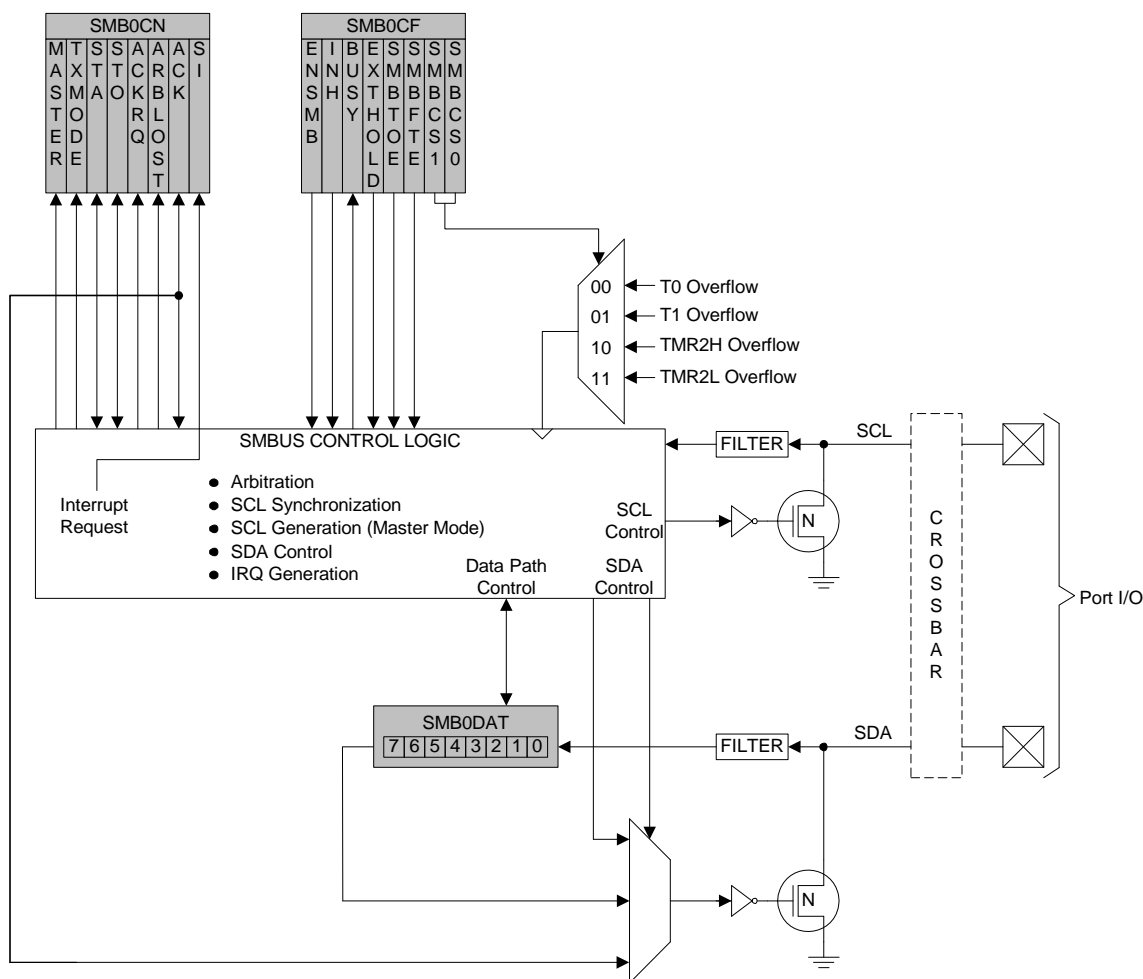 SMB0CN
MASTER
TXMODE
STA
STO
ACKRQ
ARBLOST
ACK
SI
SMB0CF
ENSMB
INH
BUSY
EXTHOLD
SMBTOE
SMBFTE
SMBCS1
SMBCS0
00
T0 Overflow
01
T1 Overflow
10
TMR2H Overflow
11
TMR2L Overflow
SMBUS CONTROL LOGIC
Interrupt
Request
● Arbitration
● SCL Synchronization
● SCL Generation (Master Mode)
● SDA Control
● IRQ Generation
SCL
Control
Data Path
Control
SDA
Control
FILTER
SCL
N
CROSSBAR
Port I/O
SMB0DAT
7 6 5 4 3 2 1 0
FILTER
SDA
N